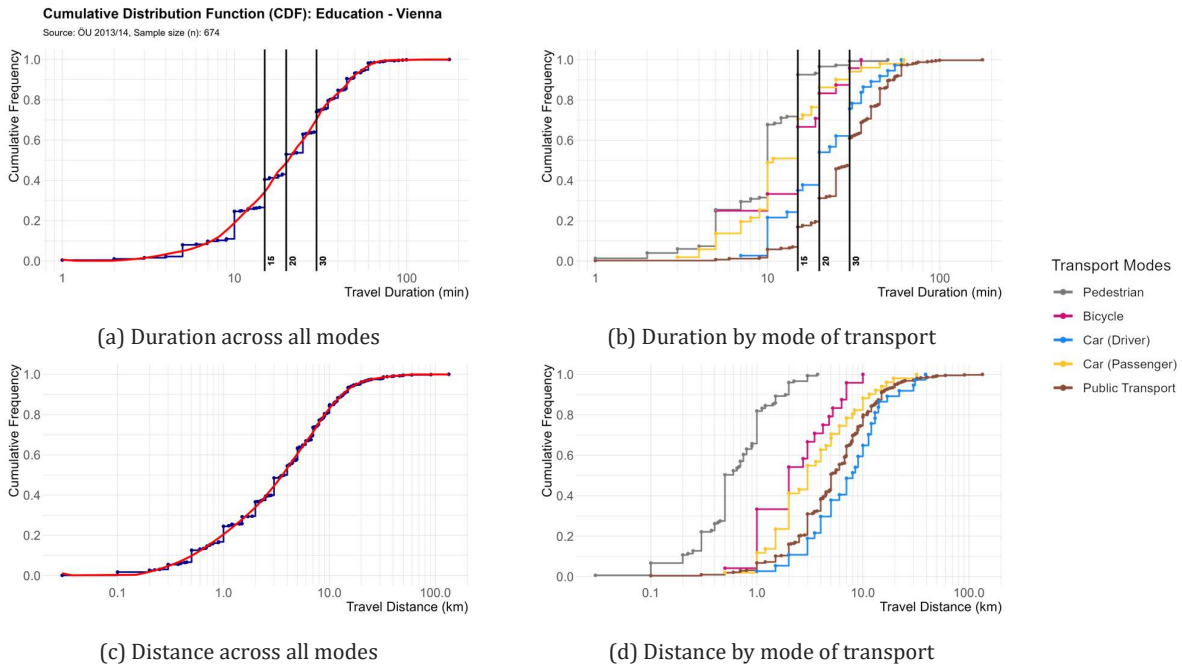 Cumulative Distribution Function (CDF): Education - Vienna
Source: ÖU 2013/14, Sample size (n): 674
Cumulative Frequency
1.0
0.8
0.6
0.4
0.2
0.0
15
20
30
1
10
100
Travel Duration (min)
(a) Duration across all modes
Cumulative Frequency
1.0
0.8
0.6
0.4
0.2
0.0
15
20
30
1
10
100
Travel Duration (min)
(b) Duration by mode of transport
Transport Modes
Pedestrian
Bicycle
Car (Driver)
Car (Passenger)
Public Transport
Cumulative Frequency
1.0
0.8
0.6
0.4
0.2
0.0
0.1
1.0
10.0
100.0
Travel Distance (km)
(c) Distance across all modes
Cumulative Frequency
1.0
0.8
0.6
0.4
0.2
0.0
0.1
1.0
10.0
100.0
Travel Distance (km)
(d) Distance by mode of transport